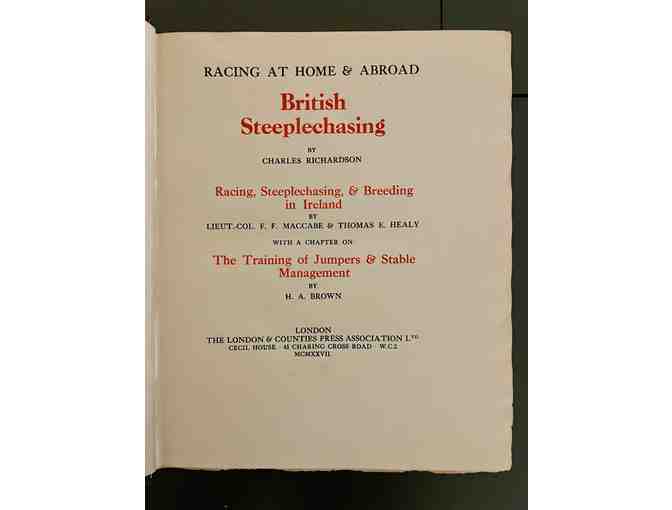 RACING AT HOME & ABROAD
British
Steeplechasing
BY
CHARLES RICHARDSON
Racing, Steeplechasing, & Breeding
in Ireland
BY
LIEUT.-COL. F. F. MACCABE & THOMAS E. HEALY
WITH A CHAPTER ON
The Training of Jumpers & Stable
Management
BY
H. A. BROWN
LONDON
THE LONDON & COUNTIES PRESS ASSOCIATION LTD
CECIL HOUSE · 41 CHARING CROSS ROAD · W.C.2
MCMXXVII